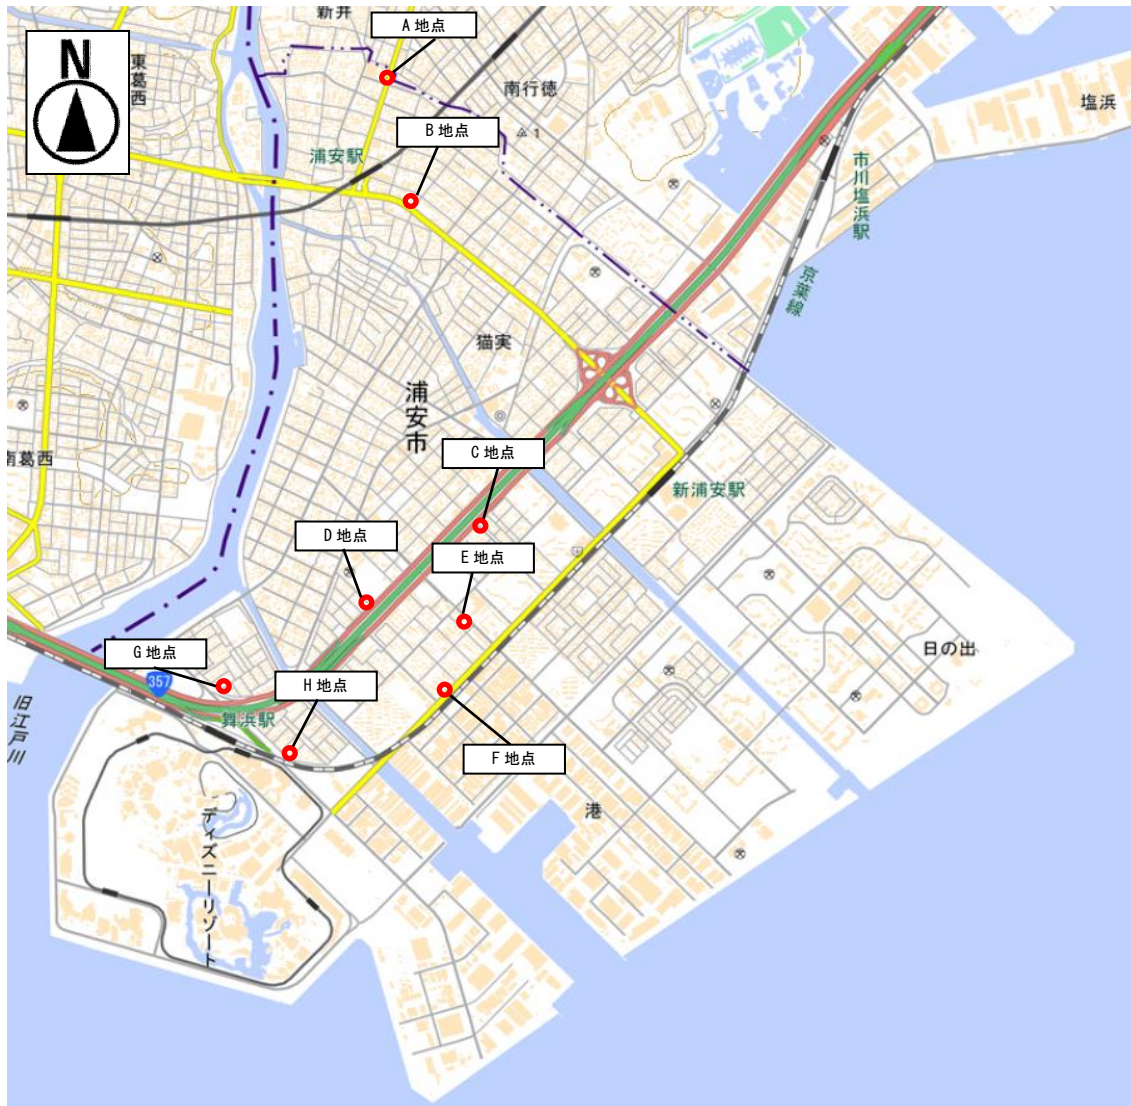 新井
A 地点
N
東葛西
南行徳
塩浜
B 地点
1
浦安駅
市川塩浜駅
京葉線
猫実
浦安市
南葛西
C 地点
新浦安駅
D 地点
E 地点
日の出
G 地点
357
H 地点
旧江戸川
舞浜駅
F 地点
港
ディズニーリゾート